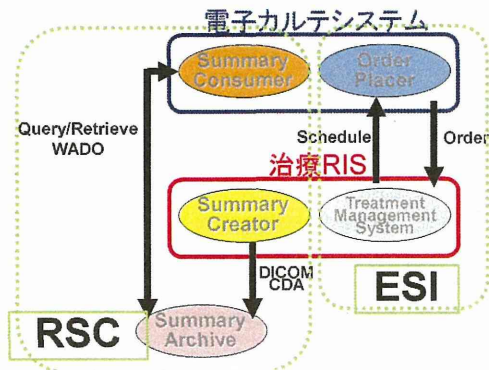 電子カルテシステム
Summary
Consumer
Order
Placer
Query/Retrieve
WADO
Schedule
Order
治療RIS
Summary
Creator
Treatment
Management
System
DICOM
CDA
ESI
RSC
Summary
Archive